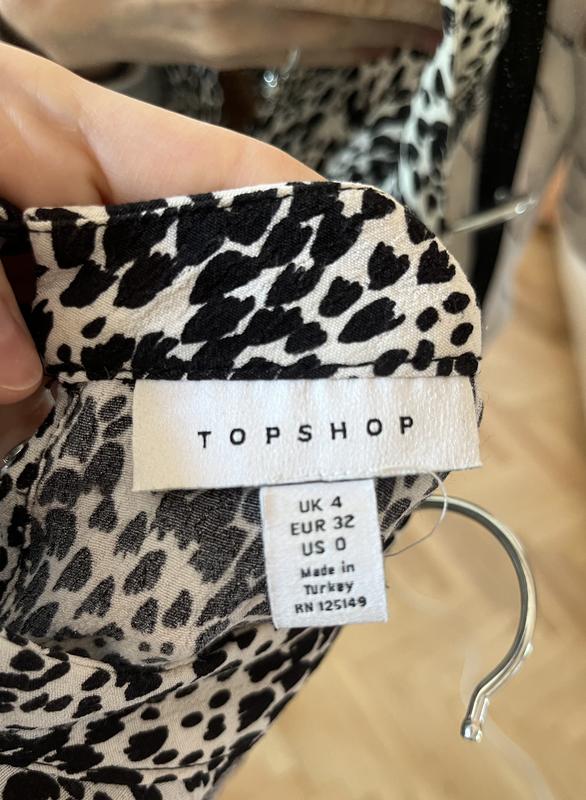 TOPSHOP
UK 4
EUR 32
US 0
Made in
Turkey
RN 125149